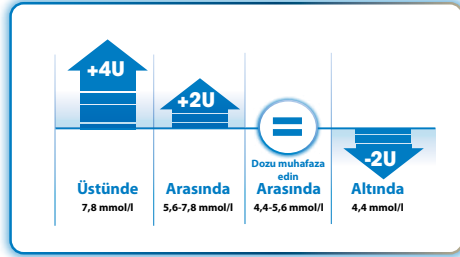 +4U
+2U
Dozu muhafaza
edin
-2U
Üstünde
7,8 mmol/l
Arasında
5,6-7,8 mmol/l
Arasında
4,4-5,6 mmol/l
Altında
4,4 mmol/l